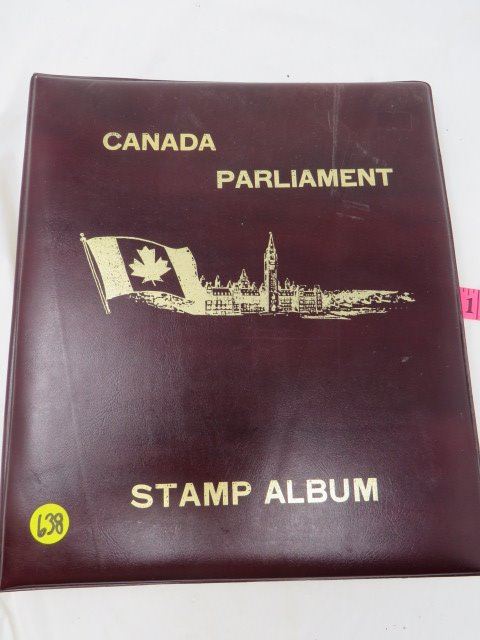 CANADA
PARLIAMENT
1
STAMP ALBUM
638